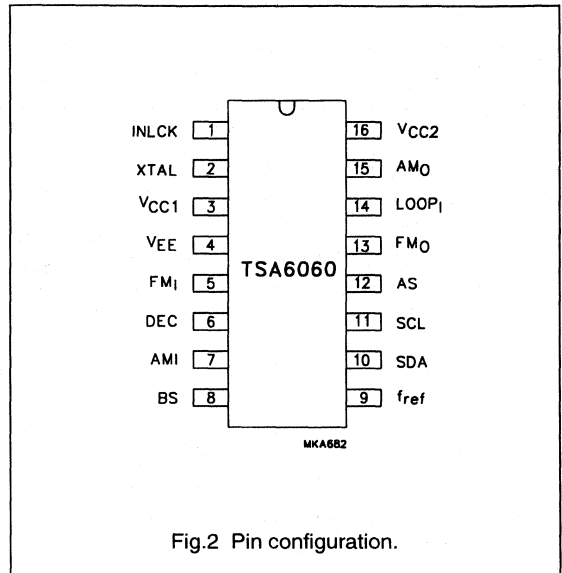 INLCK 1 16 VCC2
XTAL 2 15 AMO
VCC1 3 14 LOOPI
VEE 4 13 FMO
TSA6060
FMI 5 12 AS
DEC 6 11 SCL
AMI 7 10 SDA
BS 8 9 fref
MKA682
Fig.2 Pin configuration.